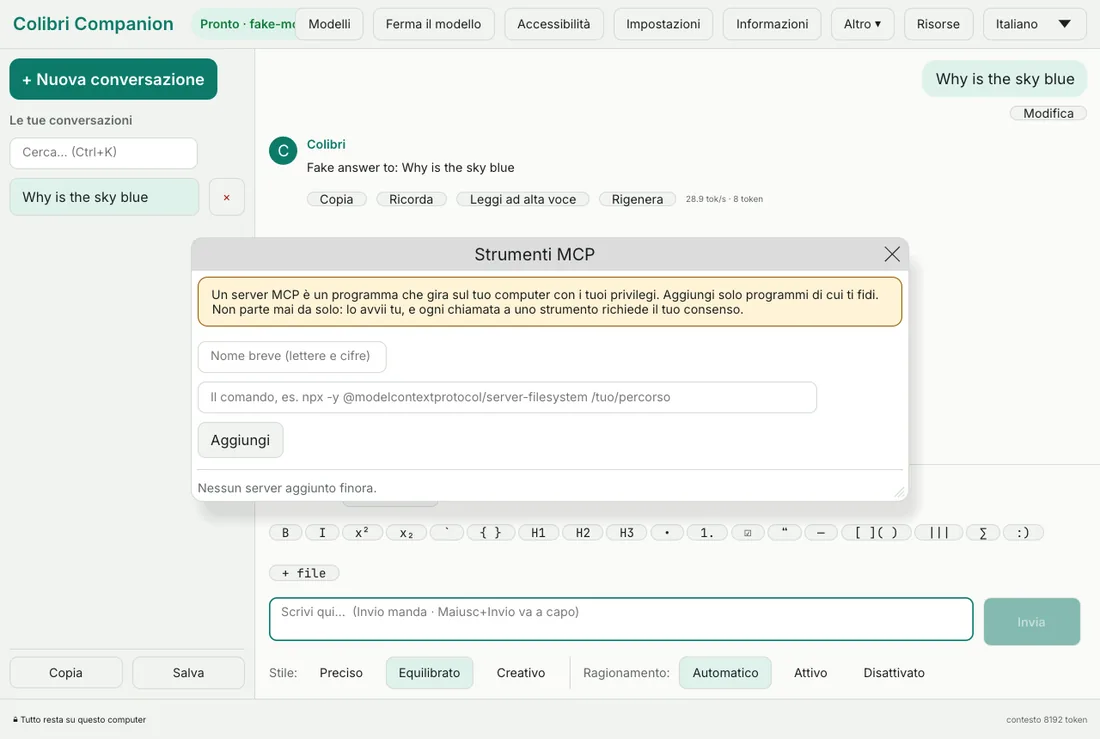 Colibri Companion
Pronto · fake-mo
Modelli
Ferma il modello
Accessibilità
Impostazioni
Informazioni
Altro ▾
Risorse
Italiano
+ Nuova conversazione
Le tue conversazioni
Cerca... (Ctrl+K)
Why is the sky blue
×
Why is the sky blue
Modifica
C
Colibri
Fake answer to: Why is the sky blue
Copia
Ricorda
Leggi ad alta voce
Rigenera
28.9 tok/s · 8 token
Strumenti MCP
Un server MCP è un programma che gira sul tuo computer con i tuoi privilegi. Aggiungi solo programmi di cui ti fidi.
Non parte mai da solo: lo avvii tu, e ogni chiamata a uno strumento richiede il tuo consenso.
Nome breve (lettere e cifre)
Il comando, es. npx -y @modelcontextprotocol/server-filesystem /tuo/percorso
Aggiungi
Nessun server aggiunto finora.
B I x² x₂ ` { } H1 H2 H3 • 1. ☑ “ — [ ]( ) ||| ∑ :)
+ file
Scrivi qui... (Invio manda · Maiusc+Invio va a capo)
Invia
Copia
Salva
Stile:
Preciso
Equilibrato
Creativo
Ragionamento:
Automatico
Attivo
Disattivato
Tutto resta su questo computer
contesto 8192 token